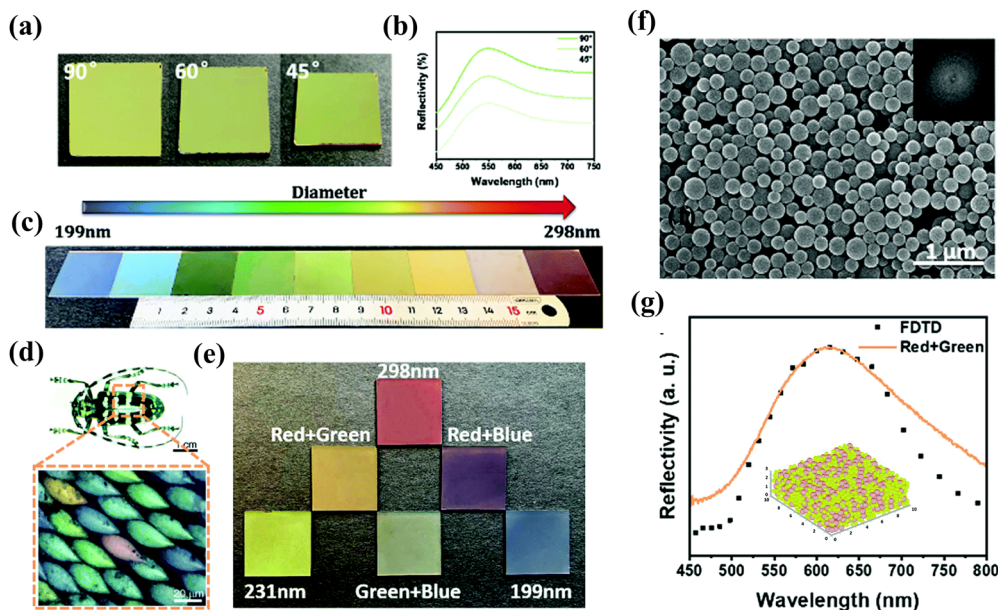 (a)
90°
60°
45°
(b)
Reflectivity (%)
90°
60°
45°
450 500 550 600 650 700 750
Wavelength (nm)
Diameter
199nm
298nm
(c)
1 2 3 4 5 6 7 8 9 10 11 12 13 14 15
(d)
1 cm
20 μm
(e)
298nm
Red+Green
Red+Blue
231nm
Green+Blue
199nm
(f)
1 μm
(g)
Reflectivity (a. u.)
FDTD
Red+Green
450 500 550 600 650 700 750 800
Wavelength (nm)